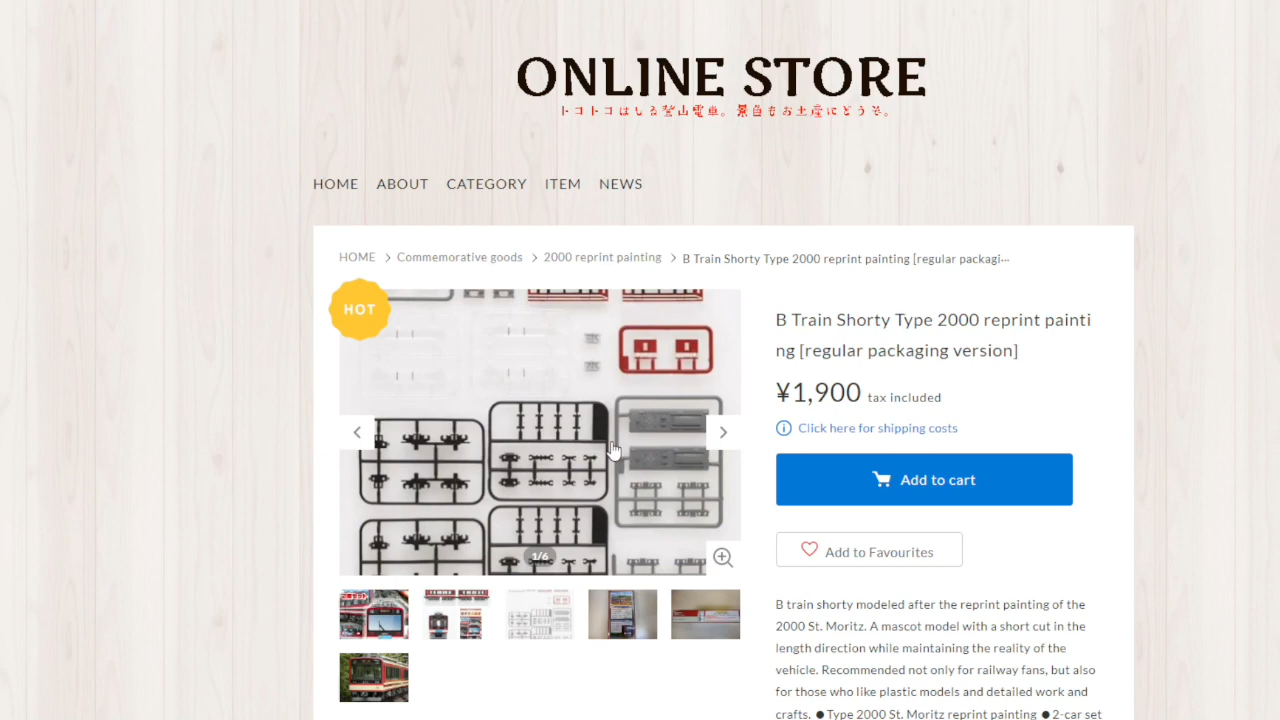 ONLINE STORE
トコトコはしる登山電車。景色もお土産にどうぞ。
HOME ABOUT CATEGORY ITEM NEWS
HOME > Commemorative goods > 2000 reprint painting > B Train Shorty Type 2000 reprint painting [regular packagi...
HOT
B Train Shorty Type 2000 reprint painti
ng [regular packaging version]
¥1,900 tax included
Click here for shipping costs
Add to cart
1/6
Add to Favourites
B train shorty modeled after the reprint painting of the
2000 St. Moritz. A mascot model with a short cut in the
length direction while maintaining the reality of the
vehicle. Recommended not only for railway fans, but also
for those who like plastic models and detailed work and
crafts. ●Type 2000 St. Moritz reprint painting ●2-car set